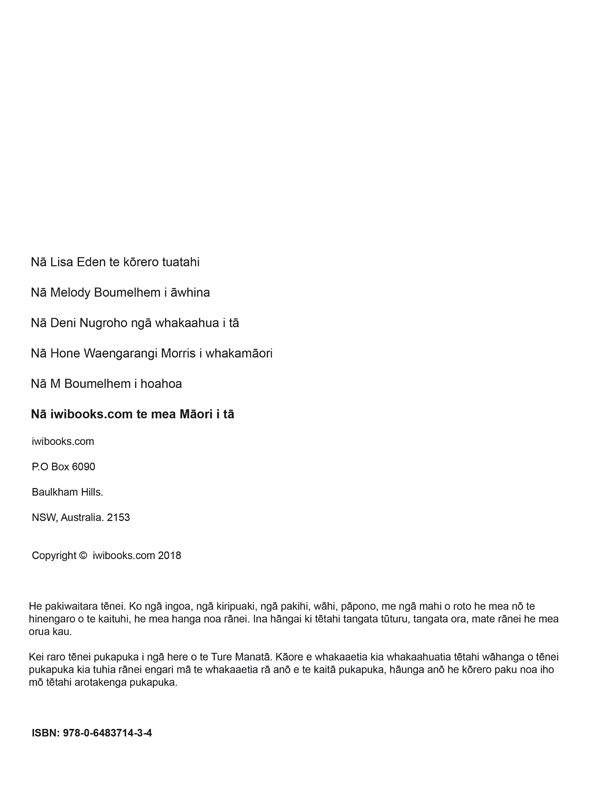 Nā Lisa Eden te kōrero tuatahi
Nā Melody Boumelhem i āwhina
Nā Deni Nugroho ngā whakaahua i tā
Nā Hone Waengarangi Morris i whakamāori
Nā M Boumelhem i hoahoa
Nā iwibooks.com te mea Māori i tā
iwibooks.com
P.O Box 6090
Baulkham Hills.
NSW, Australia. 2153
Copyright © iwibooks.com 2018
He pakiwaitara tēnei. Ko ngā ingoa, ngā kiripuaki, ngā pakihi, wāhi, pāpono, me ngā mahi o roto he mea nō te
hinengaro o te kaituhi, he mea hanga noa rānei. Ina hāngai ki tētahi tangata tūturu, tangata ora, mate rānei he mea
orua kau.
Kei raro tēnei pukapuka i ngā here o te Ture Manatā. Kāore e whakaaetia kia whakaahuatia tētahi wāhanga o tēnei
pukapuka kia tuhia rānei engari mā te whakaaetia rā anō e te kaitā pukapuka, hāunga anō he kōrero paku noa iho
mō tētahi arotakenga pukapuka.
ISBN: 978-0-6483714-3-4